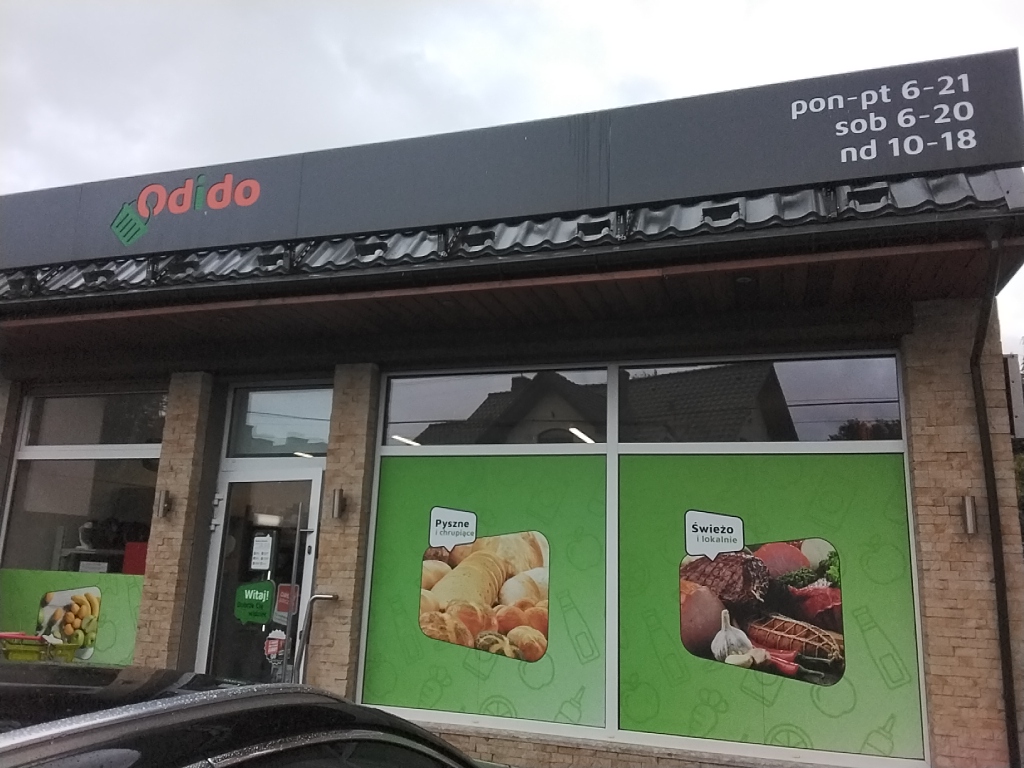 Odido
pon-pt 6-21
sob 6-20
nd 10-18
Pyszne
i chrupiące
Świeżo
i lokalnie
Witaj!